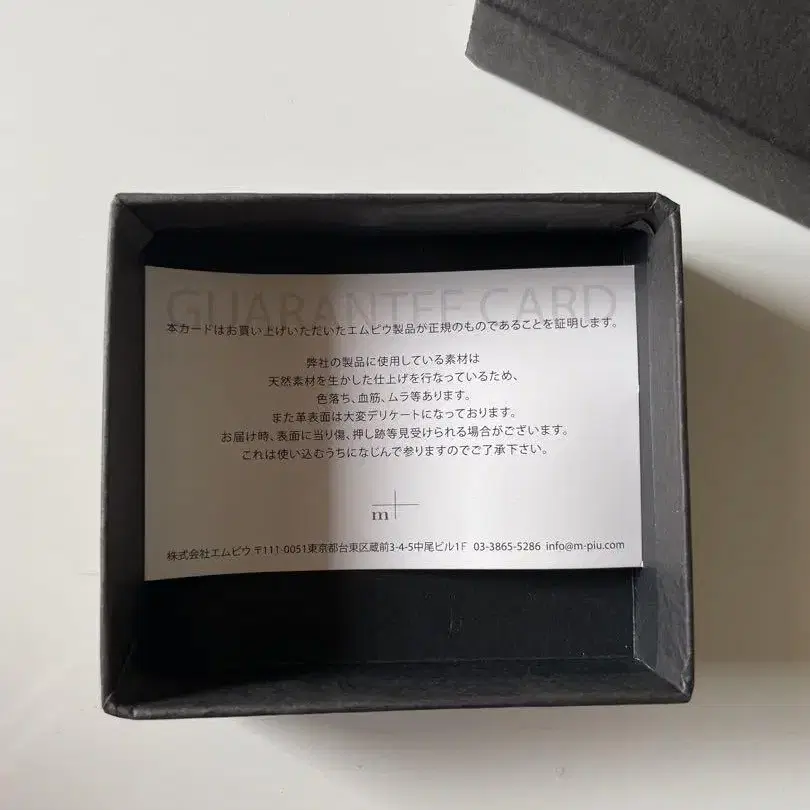 GUARANTEE CARD
本カードはお買い上げいただいたエムピウ製品が正規のものであることを証明します。
弊社の製品に使用している素材は
天然素材を生かした仕上げを行なっているため、
色落ち、血筋、ムラ等あります。
また革表面は大変デリケートになっております。
お届け時、表面に当り傷、押し跡等見受けられる場合がございます。
これは使い込むうちになじんで参りますのでご了承下さい。
m+
株式会社エムピウ 〒111 0051東京都台東区蔵前3-4-5中尾ビル1F 03-3865-5286 info@m-piu.com